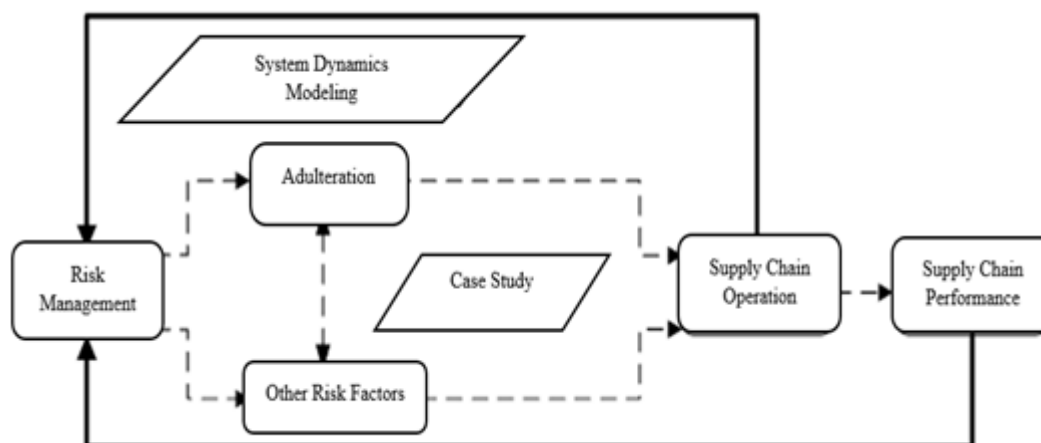 System Dynamics
Modeling
Adulteration
Risk
Management
Case Study
Supply Chain
Operation
Supply Chain
Performance
Other Risk Factors